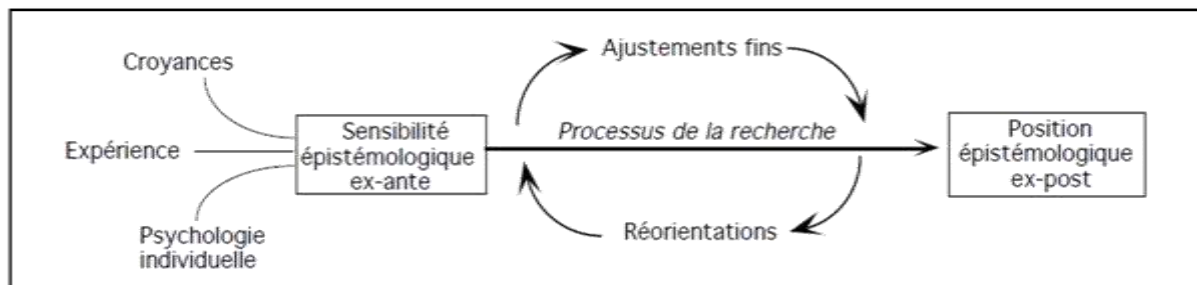 Croyances
Expérience
Psychologie
individuelle
Sensibilité
épistémologique
ex-ante
Ajustements fins
Processus de la recherche
Réorientations
Position
épistémologique
ex-post